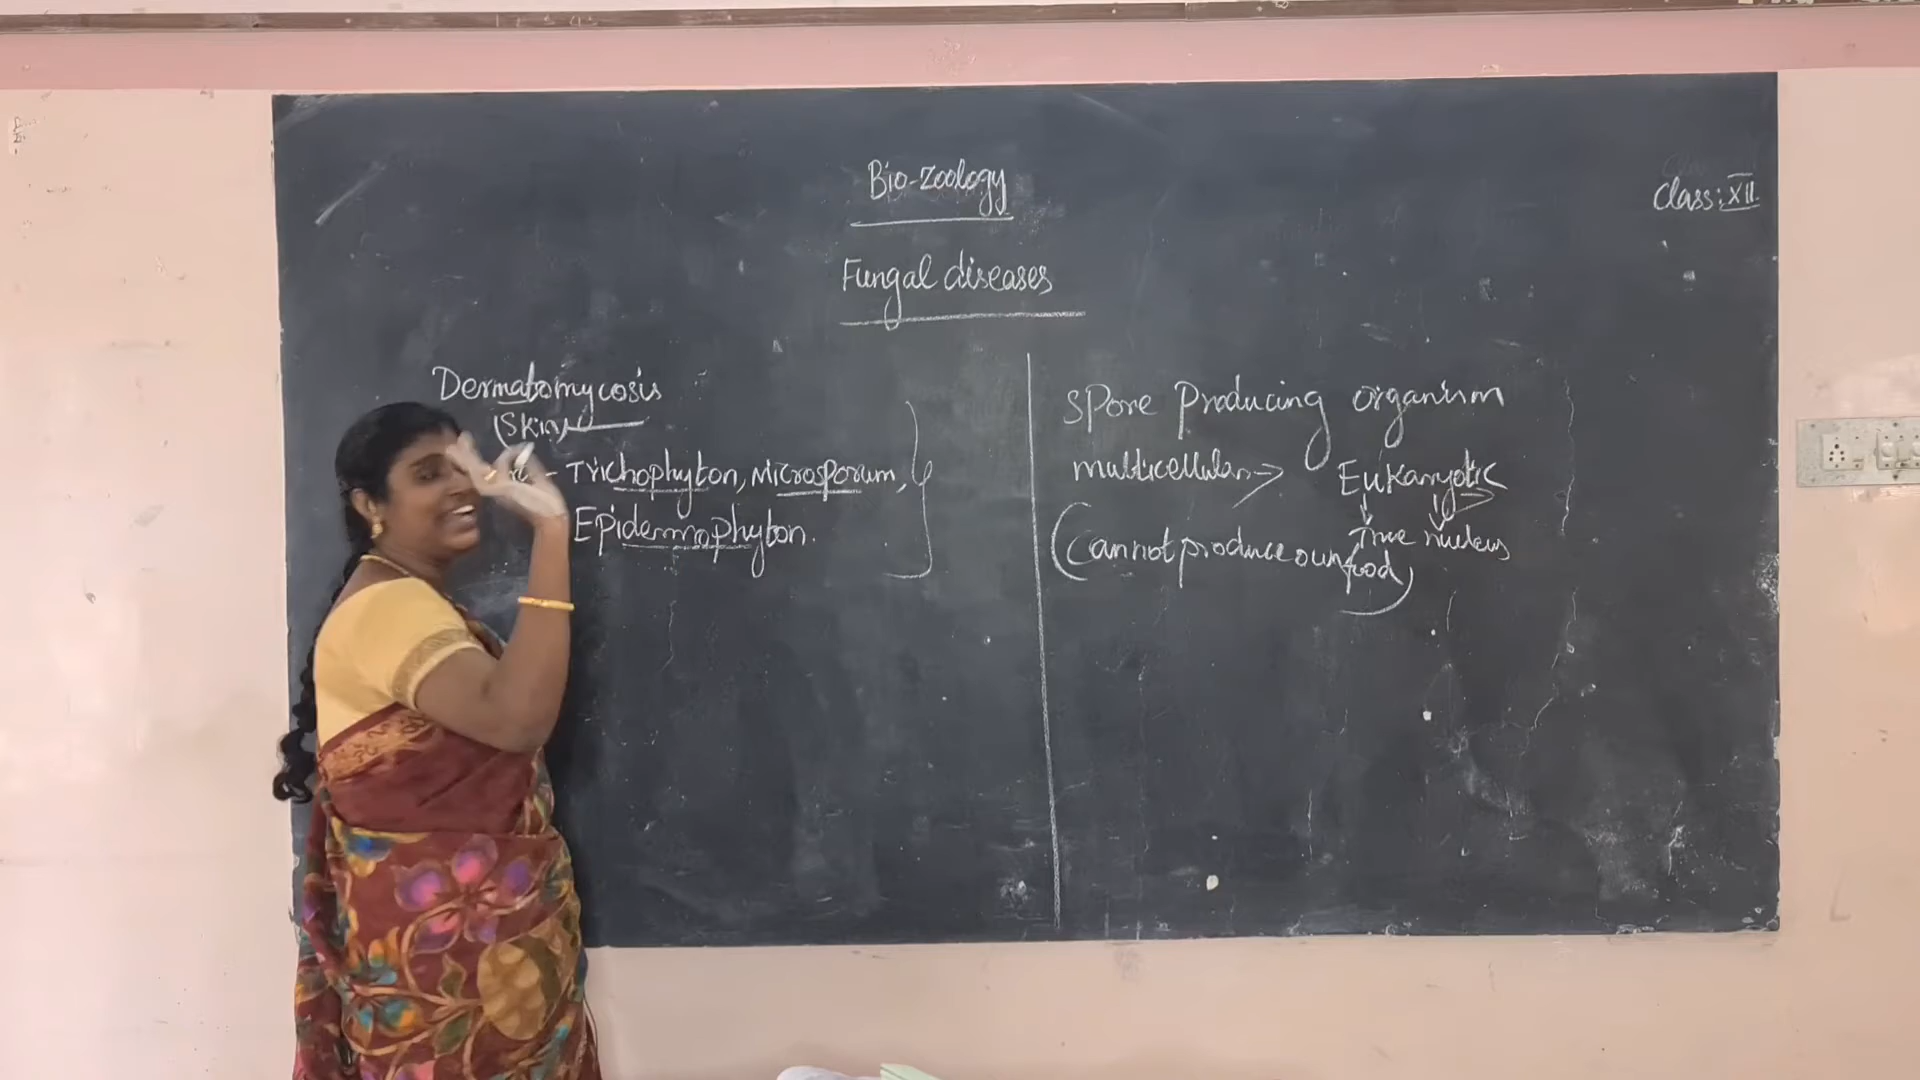 Bio-zoology
Class: XII
Fungal diseases
Dermatomycosis
(Skin)
- Trichophyton, Microsporum,
Epidermophyton.
Spore Producing organism
multicellular → Eukaryotic
True nucleus
(Cannot produce own food)